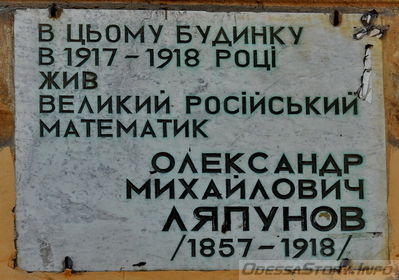 В ЦЬОМУ БУДИНКУ
В 1917-1918 РОЦІ
ЖИВ
ВЕЛИКИЙ РОСІЙСЬКИЙ
МАТЕМАТИК
ОЛЕКСАНДР
МИХАЙЛОВИЧ
ЛЯПУНОВ
/1857-1918/
OdessaStory.Info